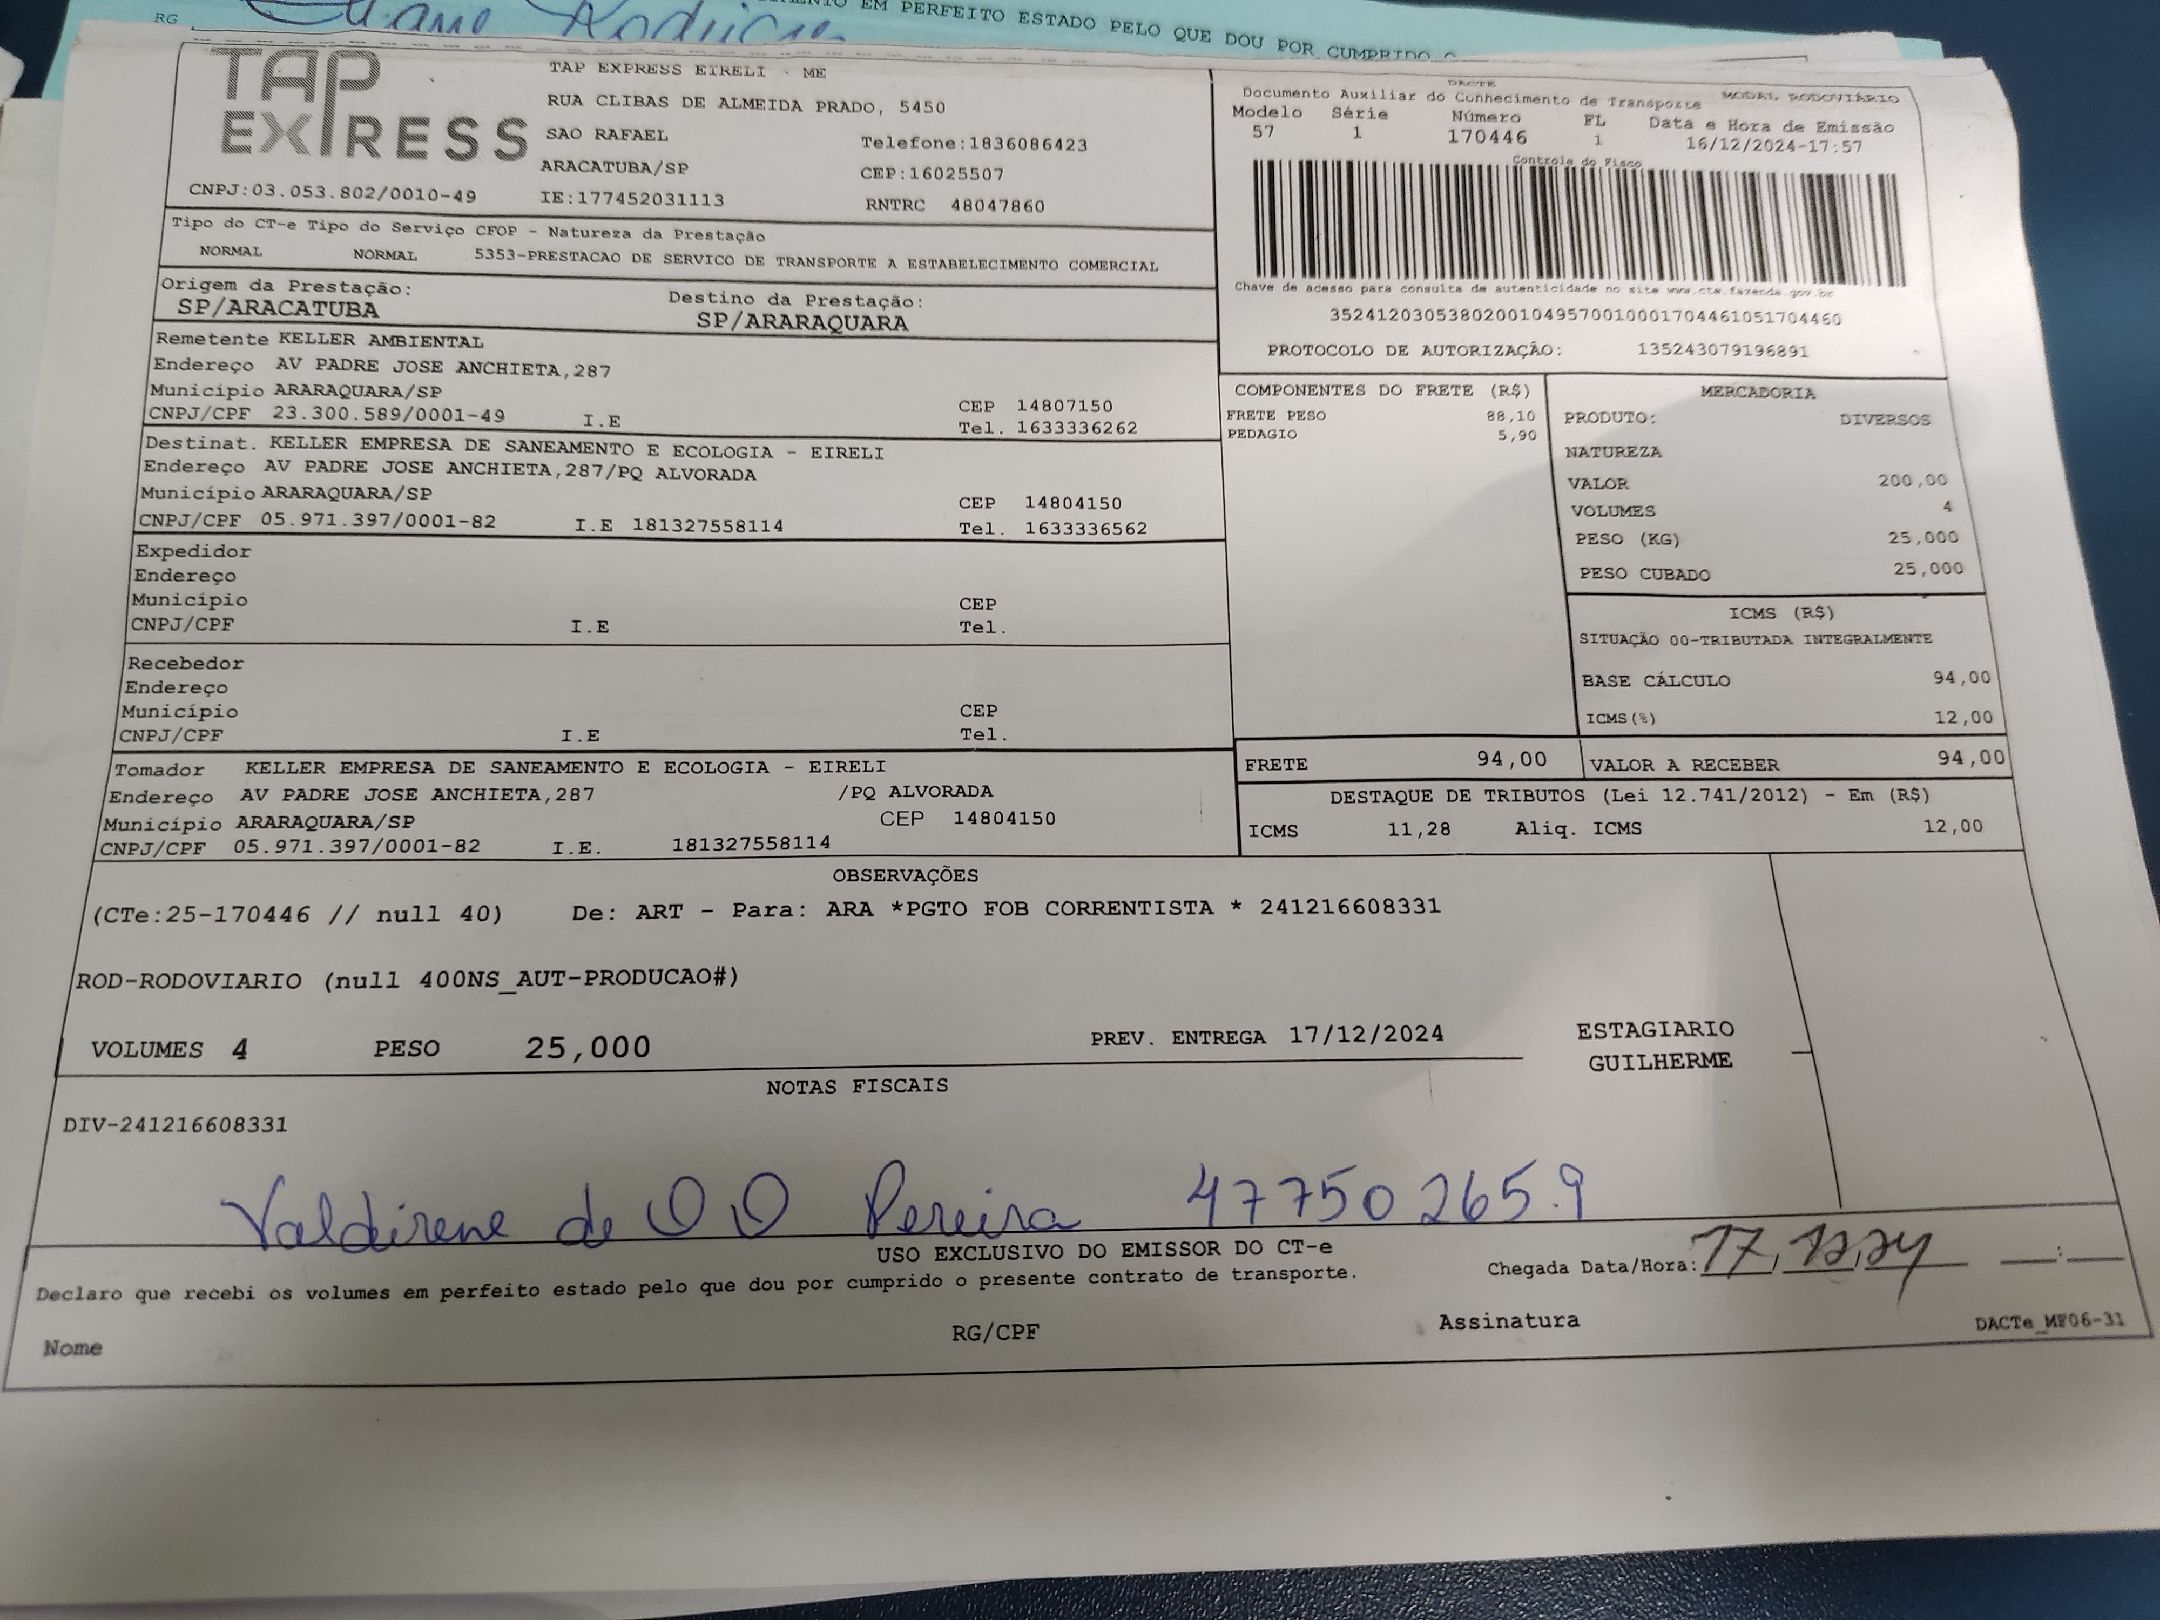 RG
EM PERFEITO ESTADO PELO QUE DOU POR CUMPRIDO O
TAP
EXPRESS
CNPJ:03.053.802/0010-49
TAP EXPRESS EIRELI - ME
RUA CLIBAS DE ALMEIDA PRADO, 5450
SAO RAFAEL
Telefone:1836086423
ARACATUBA/SP
CEP:16025507
IE:177452031113
RNTRC 48047860
DACTE
MODAL RODOVIÁRIO
Documento Auxiliar do Conhecimento de Transporte
Modelo Série Número FL Data e Hora de Emissão
57 1 170446 1 16/12/2024-17:57
Controle do Fisco
Chave de acesso para consulta de autenticidade no site www.cte.fazenda.gov.br
35241203053802001049570010001704461051704460
PROTOCOLO DE AUTORIZAÇÃO: 135243079196891
Tipo do CT-e Tipo do Serviço CFOP - Natureza da Prestação
NORMAL NORMAL 5353-PRESTACAO DE SERVICO DE TRANSPORTE A ESTABELECIMENTO COMERCIAL
Origem da Prestação: Destino da Prestação:
SP/ARACATUBA SP/ARARAQUARA
Remetente KELLER AMBIENTAL
Endereço AV PADRE JOSE ANCHIETA,287
Município ARARAQUARA/SP CEP 14807150
CNPJ/CPF 23.300.589/0001-49 I.E Tel. 1633336262
Destinat. KELLER EMPRESA DE SANEAMENTO E ECOLOGIA - EIRELI
Endereço AV PADRE JOSE ANCHIETA,287/PQ ALVORADA
Município ARARAQUARA/SP CEP 14804150
CNPJ/CPF 05.971.397/0001-82 I.E 181327558114 Tel. 1633336562
Expedidor
Endereço
Município CEP
CNPJ/CPF I.E Tel.
Recebedor
Endereço
Município CEP
CNPJ/CPF I.E Tel.
Tomador KELLER EMPRESA DE SANEAMENTO E ECOLOGIA - EIRELI
Endereço AV PADRE JOSE ANCHIETA,287 /PQ ALVORADA
Município ARARAQUARA/SP CEP 14804150
CNPJ/CPF 05.971.397/0001-82 I.E. 181327558114
COMPONENTES DO FRETE (R$)
FRETE PESO 88,10
PEDAGIO 5,90
MERCADORIA
PRODUTO: DIVERSOS
NATUREZA
VALOR 200,00
VOLUMES 4
PESO (KG) 25,000
PESO CUBADO 25,000
ICMS (R$)
SITUAÇÃO 00-TRIBUTADA INTEGRALMENTE
BASE CÁLCULO 94,00
ICMS(%) 12,00
FRETE 94,00 VALOR A RECEBER 94,00
DESTAQUE DE TRIBUTOS (Lei 12.741/2012) - Em (R$)
ICMS 11,28 Aliq. ICMS 12,00
OBSERVAÇÕES
(CTe:25-170446 // null 40) De: ART - Para: ARA *PGTO FOB CORRENTISTA * 241216608331
ROD-RODOVIARIO (null 400NS_AUT-PRODUCAO#)
VOLUMES 4 PESO 25,000 PREV. ENTREGA 17/12/2024
ESTAGIARIO
GUILHERME
NOTAS FISCAIS
DIV-241216608331
Valdirene de O O Pereira 47750265.9
USO EXCLUSIVO DO EMISSOR DO CT-e
Declaro que recebi os volumes em perfeito estado pelo que dou por cumprido o presente contrato de transporte.
Chegada Data/Hora: 17,12,24 :
Nome RG/CPF Assinatura DACTe_MF06-31